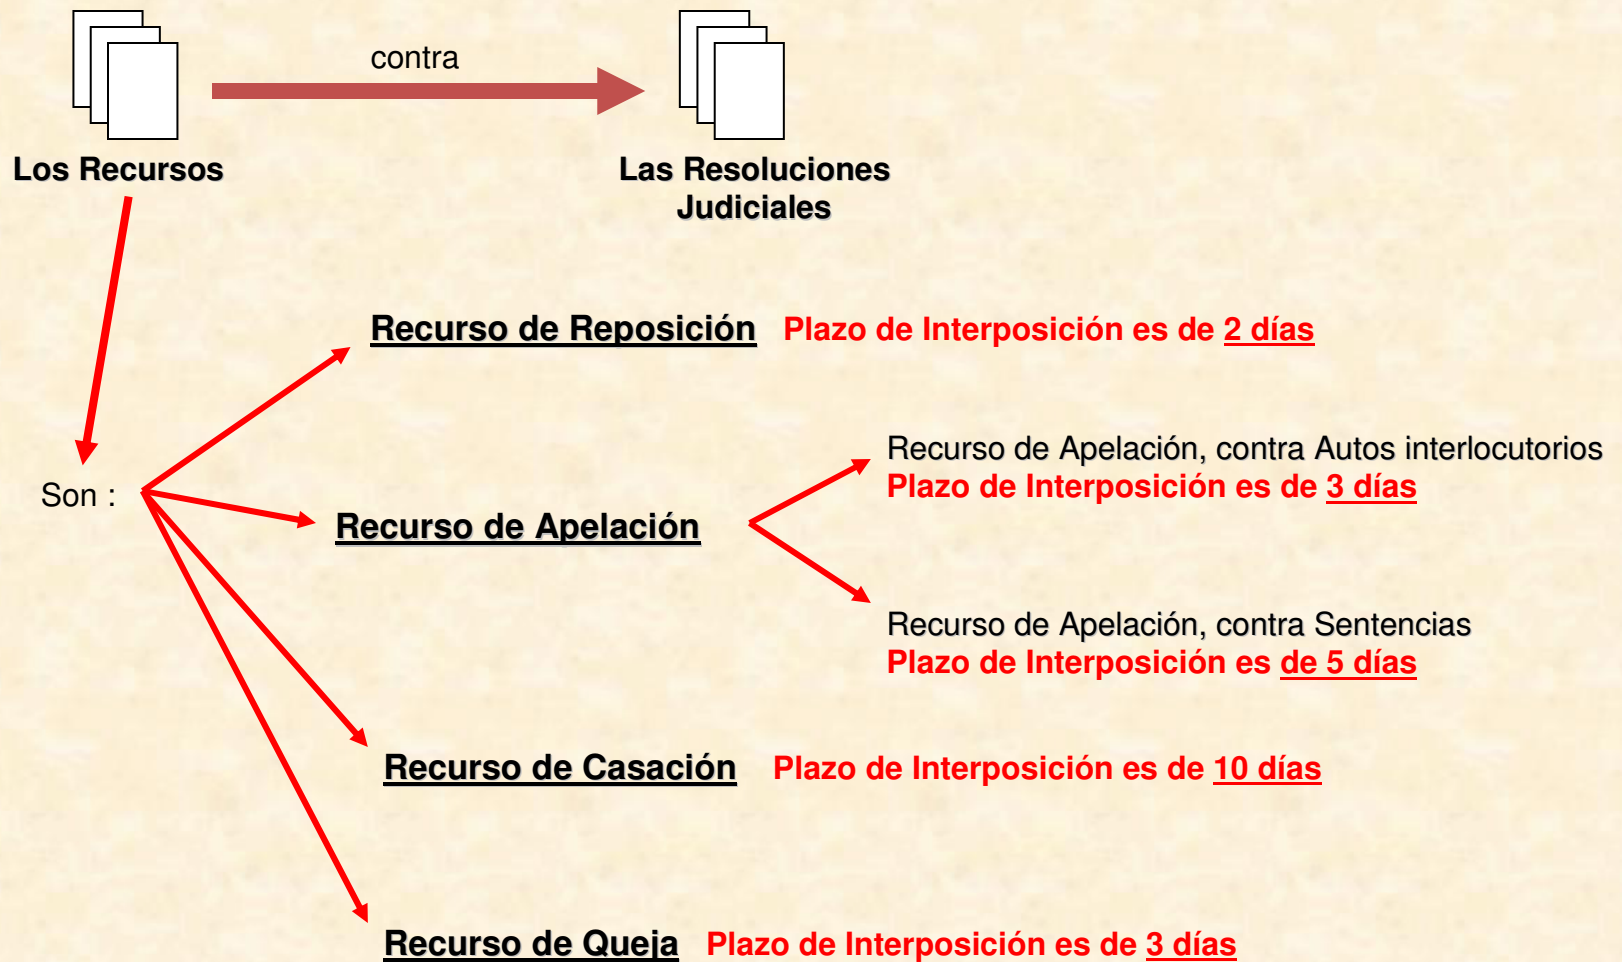 contra
Los Recursos
Las Resoluciones
Judiciales
Recurso de Reposición Plazo de Interposición es de 2 días
Recurso de Apelación, contra Autos interlocutorios
Plazo de Interposición es de 3 días
Son :
Recurso de Apelación
Recurso de Apelación, contra Sentencias
Plazo de Interposición es de 5 días
Recurso de Casación Plazo de Interposición es de 10 días
Recurso de Queja Plazo de Interposición es de 3 días